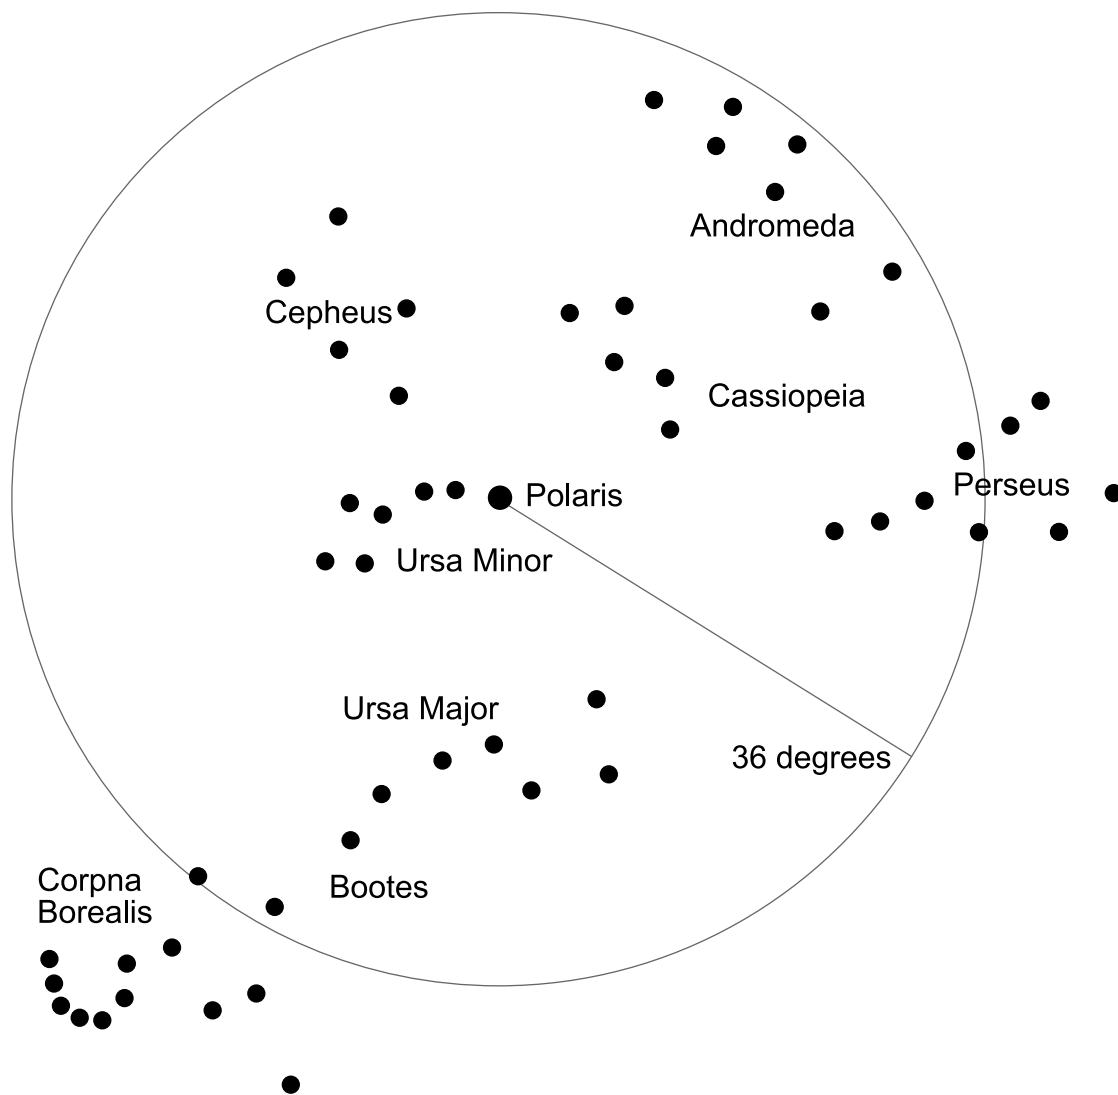 Andromeda
Cepheus
Cassiopeia
Perseus
Polaris
Ursa Minor
Ursa Major
36 degrees
Corpna
Borealis
Bootes